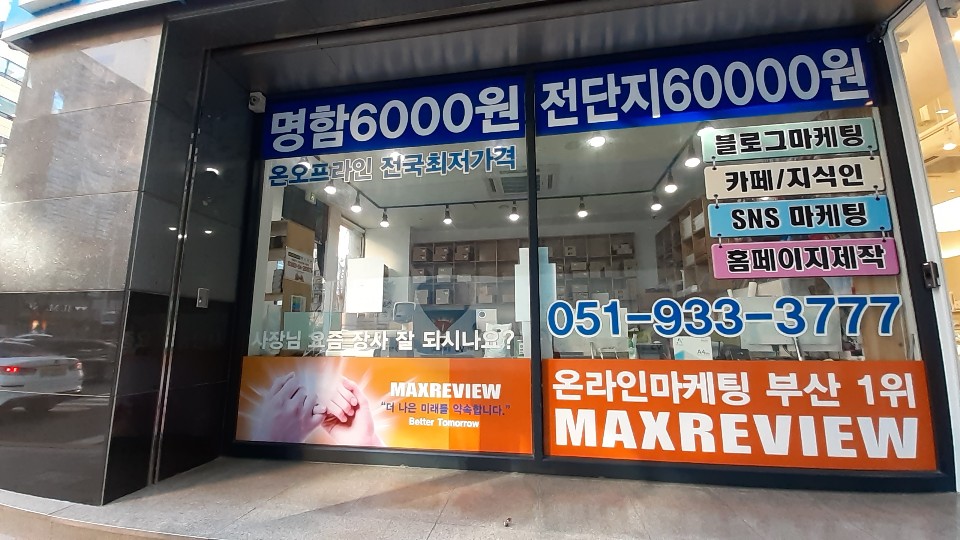 명함6000원
전단지60000원
온오프라인 전국최저가격
블로그마케팅
카페/지식인
SNS 마케팅
홈페이지제작
051-933-3777
사장님 요즘 장사 잘 되시나요?
MAXREVIEW
"더 나은 미래를 약속합니다."
Better Tomorrow
온라인마케팅 부산 1위
MAXREVIEW